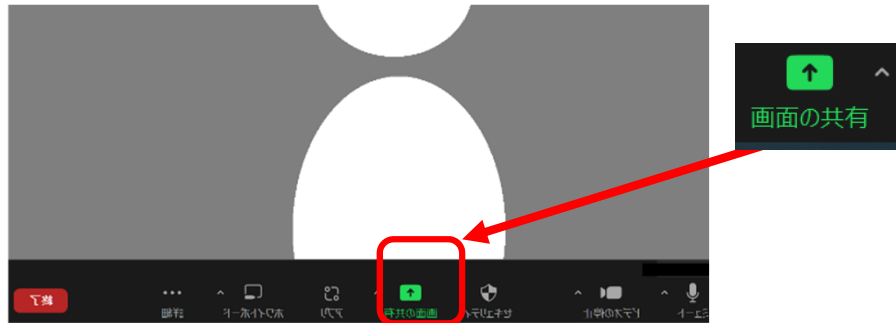 画面の共有
終了
詳細
ホワイトボード
アプリ
画面の共有
セキュリティ
ビデオの停止
ミュート